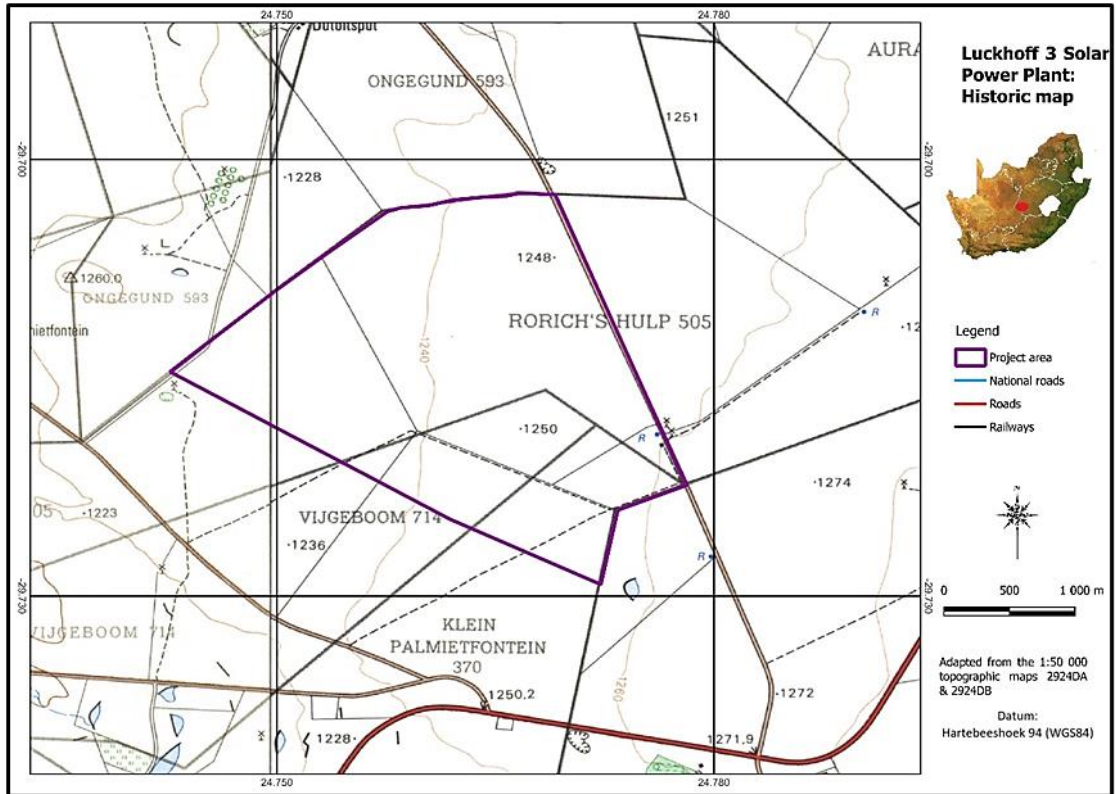 24.750
24.780
Dutoitsput
ONGEGUND 593
AURA
1251
-29.700
-29.700
1228
1248
1260,0
ONGEGUND 593
RORICH'S HULP 505
R
mietfontein
1240
12
1250
R
1274
05
1223
VIJGEBOOM 714
1236
R
-29.730
-29.730
VIJGEBOOM 714
KLEIN
PALMIETFONTEIN
370
1250,2
1260
1272
1228
1271,9
24.750
24.780
Luckhoff 3 Solar
Power Plant:
Historic map
Legend
Project area
National roads
Roads
Railways
N
0 500 1 000 m
Adapted from the 1:50 000
topographic maps 2924DA
& 2924DB
Datum:
Hartebeeshoek 94 (WGS84)